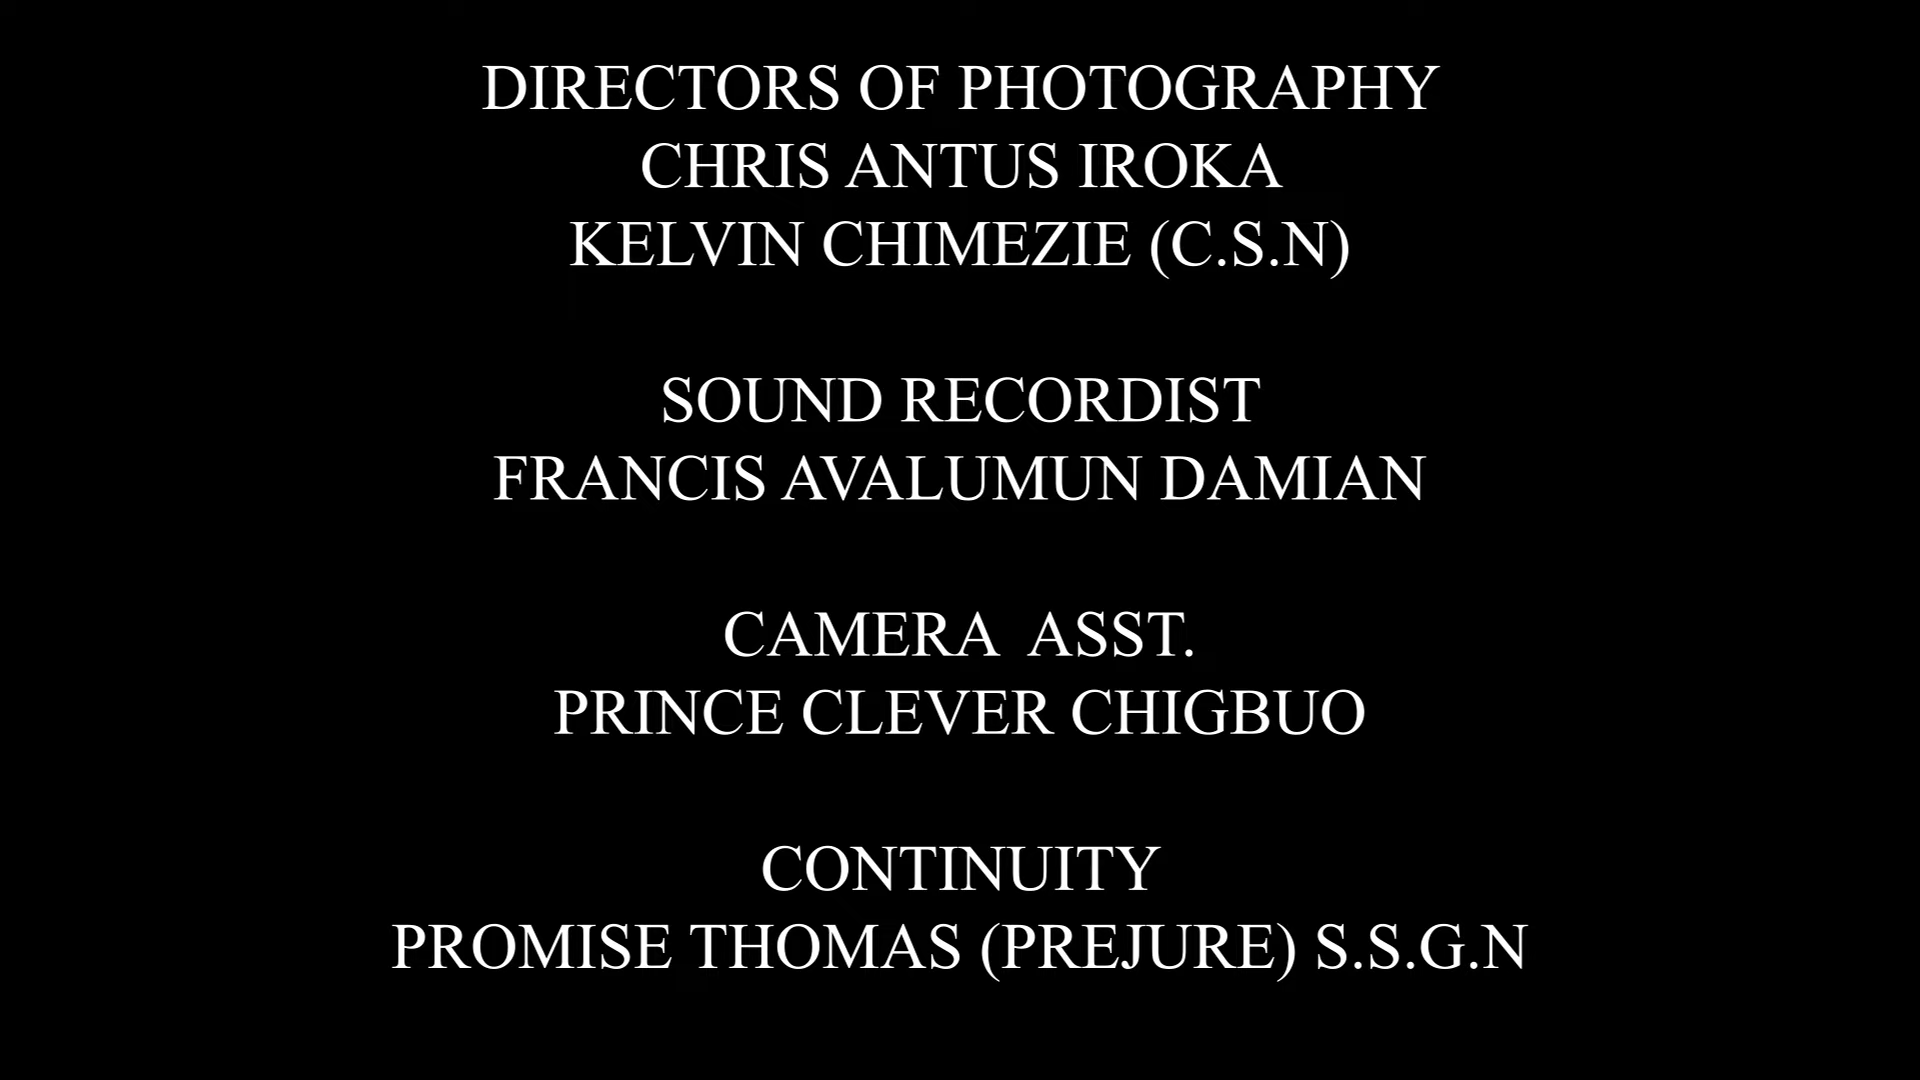 DIRECTORS OF PHOTOGRAPHY
CHRIS ANTUS IROKA
KELVIN CHIMEZIE (C.S.N)
SOUND RECORDIST
FRANCIS AVALUMUN DAMIAN
CAMERA  ASST.
PRINCE CLEVER CHIGBUO
CONTINUITY
PROMISE THOMAS (PREJURE) S.S.G.N